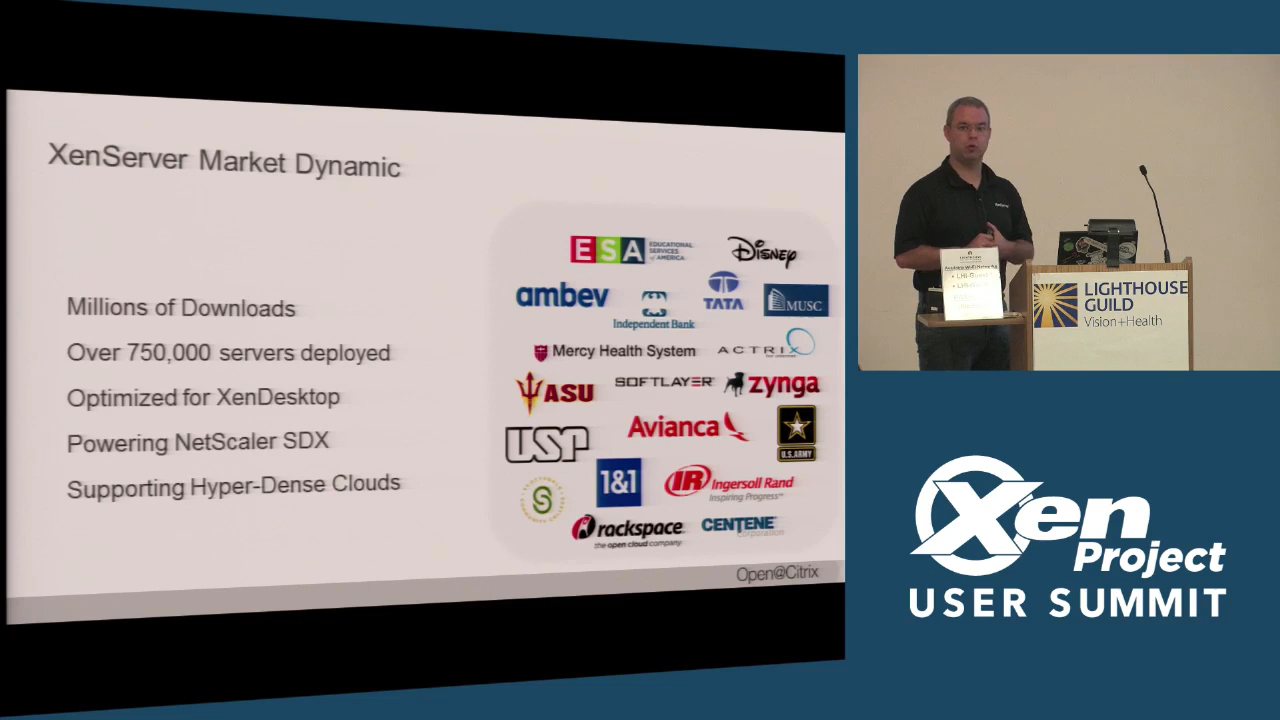 XenServer Market Dynamic
Millions of Downloads
Over 750,000 servers deployed
Optimized for XenDesktop
Powering NetScaler SDX
Supporting Hyper-Dense Clouds
ESA EDUCATIONAL SERVICES of AMERICA
Disney
ambev
Independent Bank
TATA
MUSC
Mercy Health System
ACTRIX
ASU
SOFTLAYER
zynga
USP
Avianca
U.S.ARMY
S
1&1
IR Ingersoll Rand
Inspiring Progress™
rackspace
the open cloud company
CENTENE
Corporation
Open@Citrix
LIGHTHOUSE
GUILD
Vision+Health
Xen
Project
USER SUMMIT